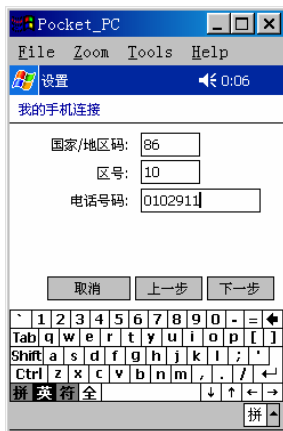 Pocket_PC
File Zoom Tools Help
设置 0:06
我的手机连接
国家/地区码: 86
区号: 10
电话号码: 0102911
取消 上一步 下一步
` 1 2 3 4 5 6 7 8 9 0 - = ←
Tab q w e r t y u i o p [ ]
Shift a s d f g h j k l ; '
Ctrl z x c v b n m , . / ↵
拼 英 符 全 ↓ ↑ ← →
拼